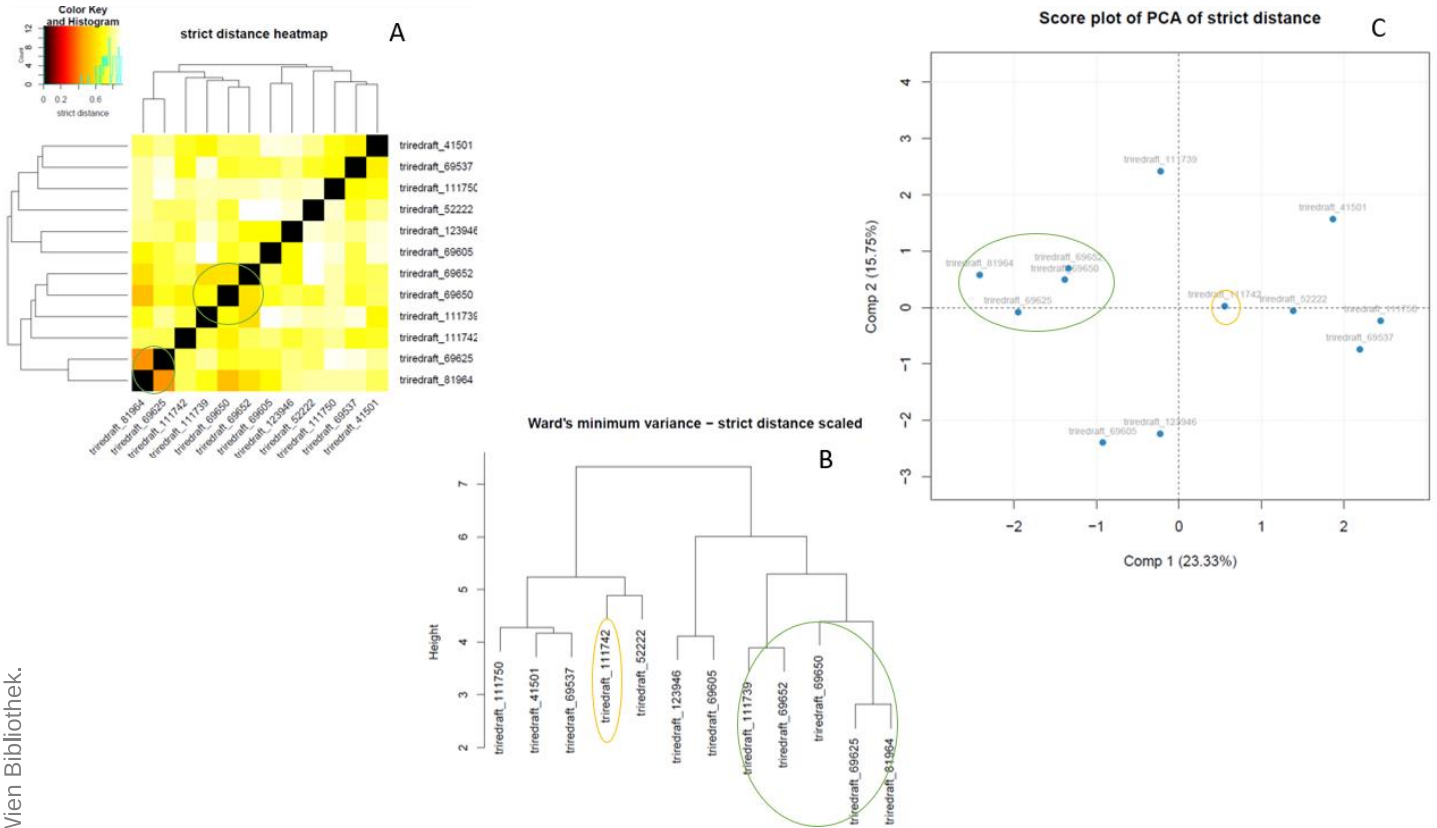 Color Key
and Histogram
Count
0 4 8 12
0 0.2 0.6
strict distance
strict distance heatmap
A
triredraft_41501
triredraft_69537
triredraft_111750
triredraft_52222
triredraft_123946
triredraft_69605
triredraft_69652
triredraft_69650
triredraft_111739
triredraft_111742
triredraft_69625
triredraft_81964
triredraft_81964
triredraft_69625
triredraft_111742
triredraft_111739
triredraft_69650
triredraft_69652
triredraft_69605
triredraft_123946
triredraft_52222
triredraft_111750
triredraft_69537
triredraft_41501
Ward's minimum variance − strict distance scaled
B
Height
7
6
5
4
3
2
triredraft_111750
triredraft_41501
triredraft_69537
triredraft_111742
triredraft_52222
triredraft_123946
triredraft_69605
triredraft_111739
triredraft_69652
triredraft_69650
triredraft_69625
triredraft_81964
Score plot of PCA of strict distance
C
Comp 2 (15.75%)
4
3
2
1
0
−1
−2
−3
triredraft_111739
triredraft_41501
triredraft_69652
triredraft_81964
triredraft_69650
triredraft_111742
triredraft_52222
triredraft_69625
triredraft_111750
triredraft_69537
triredraft_123946
triredraft_69605
−2 −1 0 1 2
Comp 1 (23.33%)
Vien Bibliothek.